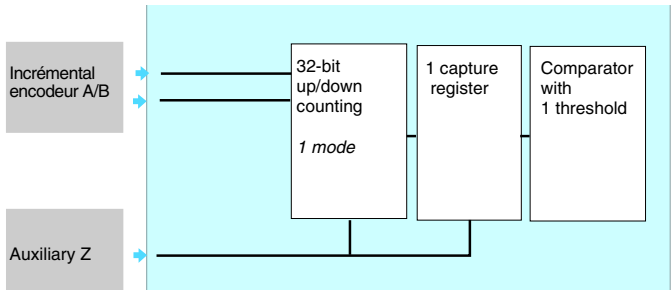 Incrémental
encodeur A/B
32-bit
up/down
counting
1 mode
1 capture
register
Comparator
with
1 threshold
Auxiliary Z